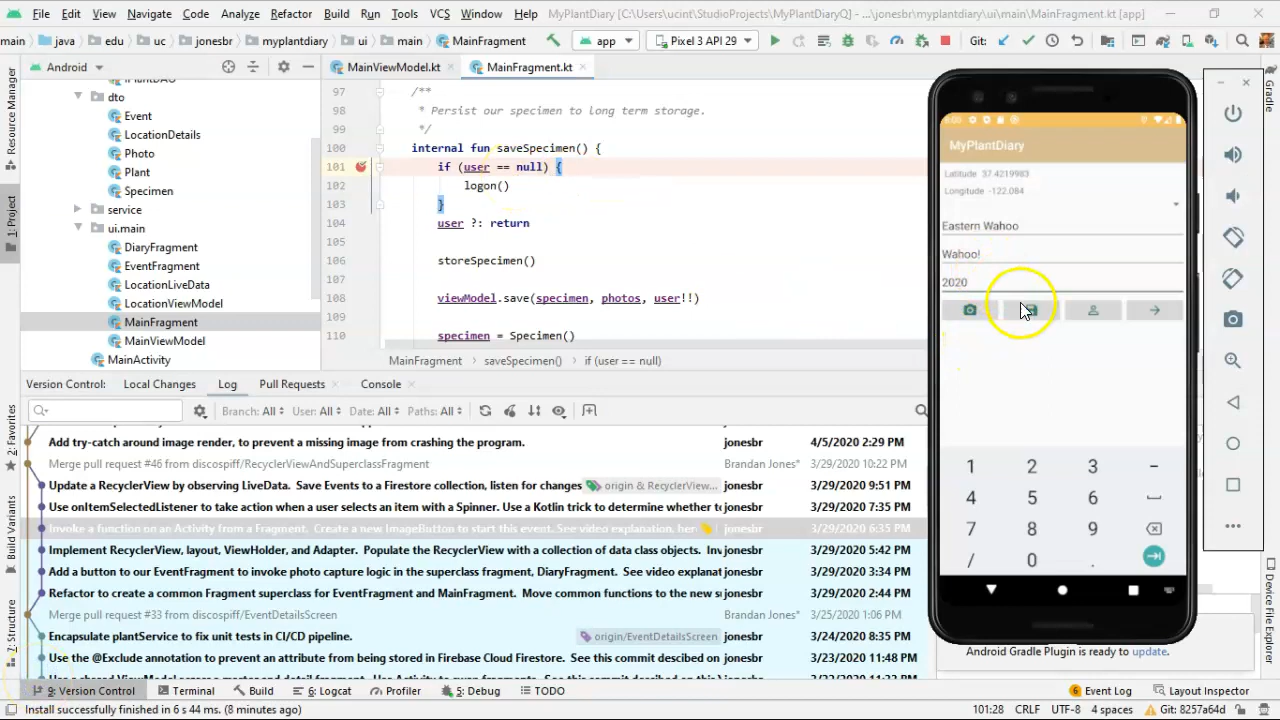 File Edit View Navigate Code Analyze Refactor Build Run Tools VCS Window Help MyPlantDiary [C:\Users\ucint\StudioProjects\MyPlantDiaryQ] - ...\jonesbr\myplantdiary\ui\main\MainFragment.kt [app]
main java edu uc jonesbr myplantdiary ui main MainFragment app Pixel 3 API 29 Git:
Android
MainViewModel.kt MainFragment.kt
dto
Event
LocationDetails
Photo
Plant
Specimen
service
ui.main
DiaryFragment
EventFragment
LocationLiveData
LocationViewModel
MainFragment
MainViewModel
MainActivity
97 /**
98 * Persist our specimen to long term storage.
99 */
100 internal fun saveSpecimen() {
101 if (user == null) {
102 logon()
103 }
104 user ?: return
105
106 storeSpecimen()
107
108 viewModel.save(specimen, photos, user!!)
109
110 specimen = Specimen()
MainFragment saveSpecimen() if (user == null)
Version Control: Local Changes Log Pull Requests Console
Branch: All User: All Date: All Paths: All
Add try-catch around image render, to prevent a missing image from crashing the program. jonesbr 4/5/2020 2:29 PM
Merge pull request #46 from discospiff/RecyclerViewAndSuperclassFragment Brandan Jones* 3/29/2020 10:22 PM
Update a RecyclerView by observing LiveData. Save Events to a Firestore collection, listen for changes origin & RecyclerView... jonesbr 3/29/2020 9:51 PM
Use onItemSelectedListener to take action when a user selects an item with a Spinner. Use a Kotlin trick to determine whether t jonesbr 3/29/2020 7:35 PM
Invoke a function on an Activity from a Fragment. Create a new ImageButton to start this event. See video explanation, her jonesbr 3/29/2020 6:35 PM
Implement RecyclerView, layout, ViewHolder, and Adapter. Populate the RecyclerView with a collection of data class objects. In jonesbr 3/29/2020 5:42 PM
Add a button to our EventFragment to invoke photo capture logic in the superclass fragment, DiaryFragment. See video explanat jonesbr 3/29/2020 3:34 PM
Refactor to create a common Fragment superclass for EventFragment and MainFragment. Move common functions to the new s jonesbr 3/29/2020 2:44 PM
Merge pull request #33 from discospiff/EventDetailsScreen Brandan Jones* 3/25/2020 1:06 PM
Encapsulate plantService to fix unit tests in CI/CD pipeline. origin/EventDetailsScreen jonesbr 3/24/2020 8:35 PM
Use the @Exclude annotation to prevent an attribute from being stored in Firebase Cloud Firestore. See this commit descibed on jonesbr 3/23/2020 11:48 PM
MyPlantDiary
Latitude 37.4219983
Longitude -122.084
Eastern Wahoo
Wahoo!
2020
1 2 3 -
4 5 6
7 8 9
/ 0 .
Android Gradle Plugin is ready to update.
Resource Manager
1: Project
2: Favorites
Build Variants
7: Structure
Gradle
Device File Explorer
9: Version Control Terminal Build 6: Logcat Profiler 5: Debug TODO Event Log Layout Inspector
Install successfully finished in 6 s 44 ms. (8 minutes ago) 101:28 CRLF UTF-8 4 spaces Git: 8257a64d